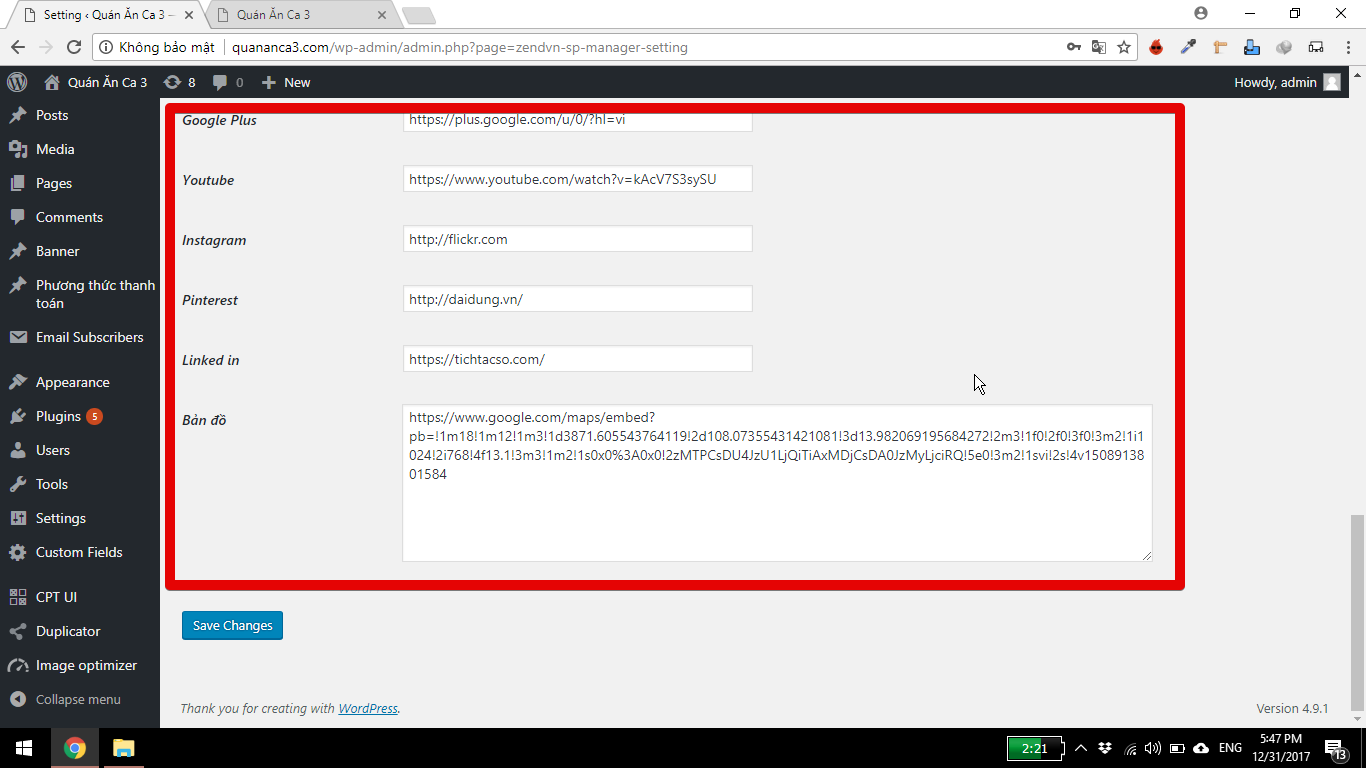 Setting ‹ Quán Ăn Ca 3 –
Quán Ăn Ca 3
Không bảo mật
quananca3.com/wp-admin/admin.php?page=zendvn-sp-manager-setting
Quán Ăn Ca 3
8
0
New
Howdy, admin
Posts
Media
Pages
Comments
Banner
Phương thức thanh
toán
Email Subscribers
Appearance
Plugins 5
Users
Tools
Settings
Custom Fields
CPT UI
Duplicator
Image optimizer
Collapse menu
Google Plus
https://plus.google.com/u/0/?hl=vi
Youtube
https://www.youtube.com/watch?v=kAcV7S3sySU
Instagram
http://flickr.com
Pinterest
http://daidung.vn/
Linked in
https://tichtacso.com/
Bản đồ
https://www.google.com/maps/embed?
pb=!1m18!1m12!1m3!1d3871.605543764119!2d108.07355431421081!3d13.982069195684272!2m3!1f0!2f0!3f0!3m2!1i1
024!2i768!4f13.1!3m3!1m2!1s0x0%3A0x0!2zMTPCsDU4JzU1LjQiTiAxMDjCsDA0JzMyLjciRQ!5e0!3m2!1svi!2s!4v1508913
801584
Save Changes
Thank you for creating with WordPress.
Version 4.9.1
2:21
ENG
5:47 PM
12/31/2017
13